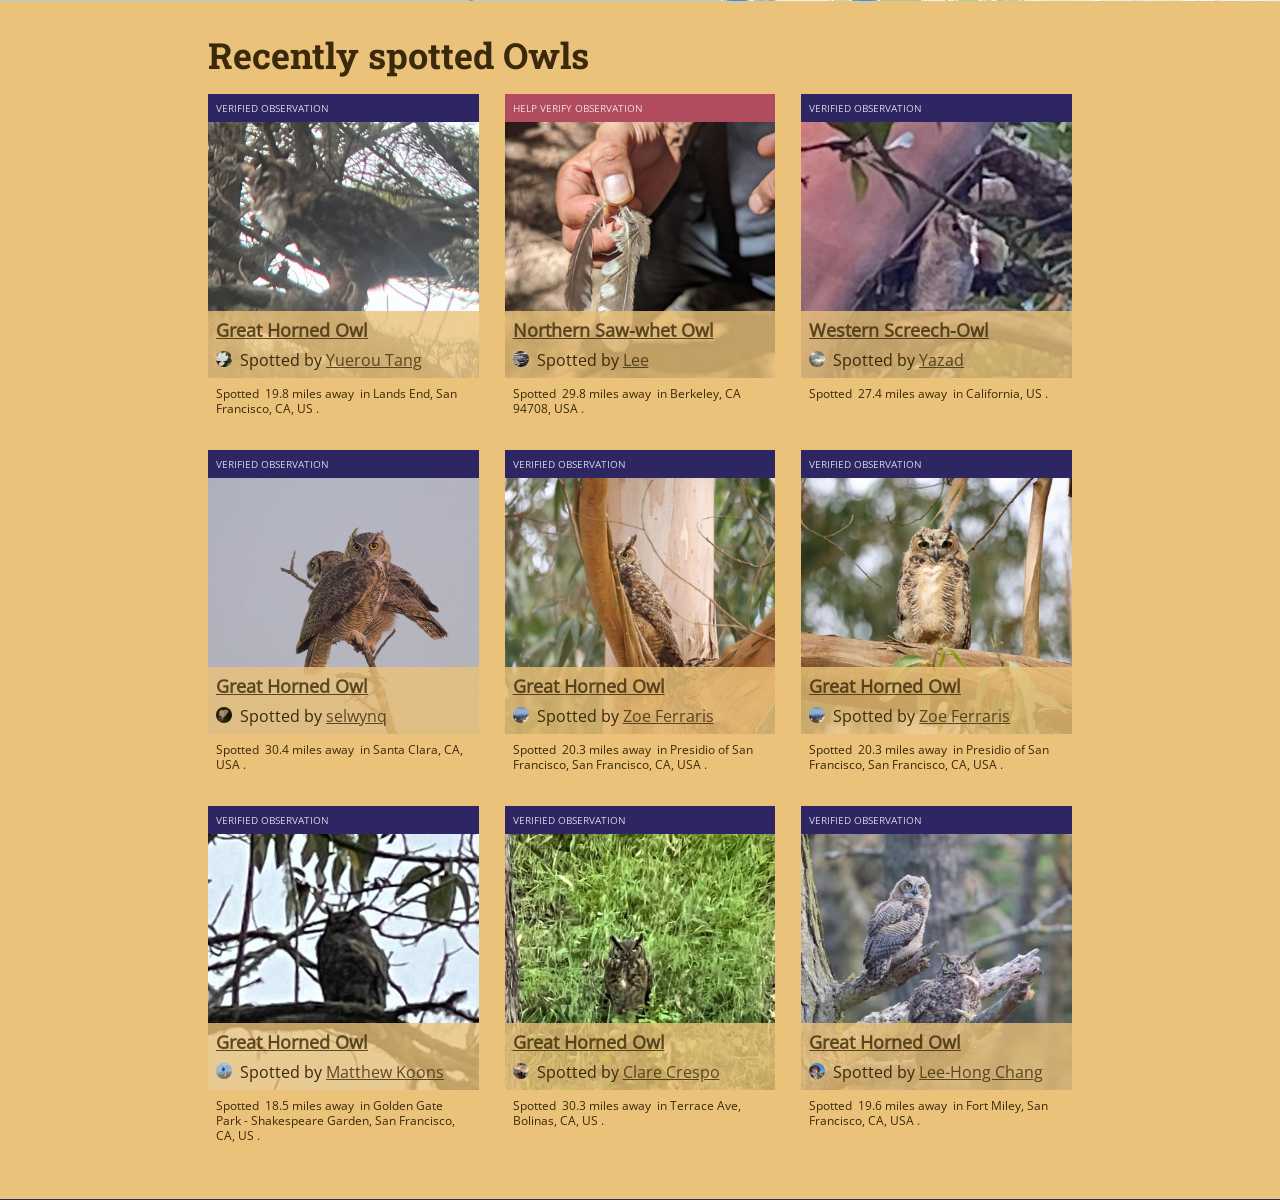 Recently spotted Owls
VERIFIED OBSERVATION
Great Horned Owl
Spotted by Yuerou Tang
Spotted 19.8 miles away in Lands End, San
Francisco, CA, US .
HELP VERIFY OBSERVATION
Northern Saw-whet Owl
Spotted by Lee
Spotted 29.8 miles away in Berkeley, CA
94708, USA .
VERIFIED OBSERVATION
Western Screech-Owl
Spotted by Yazad
Spotted 27.4 miles away in California, US .
VERIFIED OBSERVATION
Great Horned Owl
Spotted by selwynq
Spotted 30.4 miles away in Santa Clara, CA,
USA .
VERIFIED OBSERVATION
Great Horned Owl
Spotted by Zoe Ferraris
Spotted 20.3 miles away in Presidio of San
Francisco, San Francisco, CA, USA .
VERIFIED OBSERVATION
Great Horned Owl
Spotted by Zoe Ferraris
Spotted 20.3 miles away in Presidio of San
Francisco, San Francisco, CA, USA .
VERIFIED OBSERVATION
Great Horned Owl
Spotted by Matthew Koons
Spotted 18.5 miles away in Golden Gate
Park - Shakespeare Garden, San Francisco,
CA, US .
VERIFIED OBSERVATION
Great Horned Owl
Spotted by Clare Crespo
Spotted 30.3 miles away in Terrace Ave,
Bolinas, CA, US .
VERIFIED OBSERVATION
Great Horned Owl
Spotted by Lee-Hong Chang
Spotted 19.6 miles away in Fort Miley, San
Francisco, CA, USA .